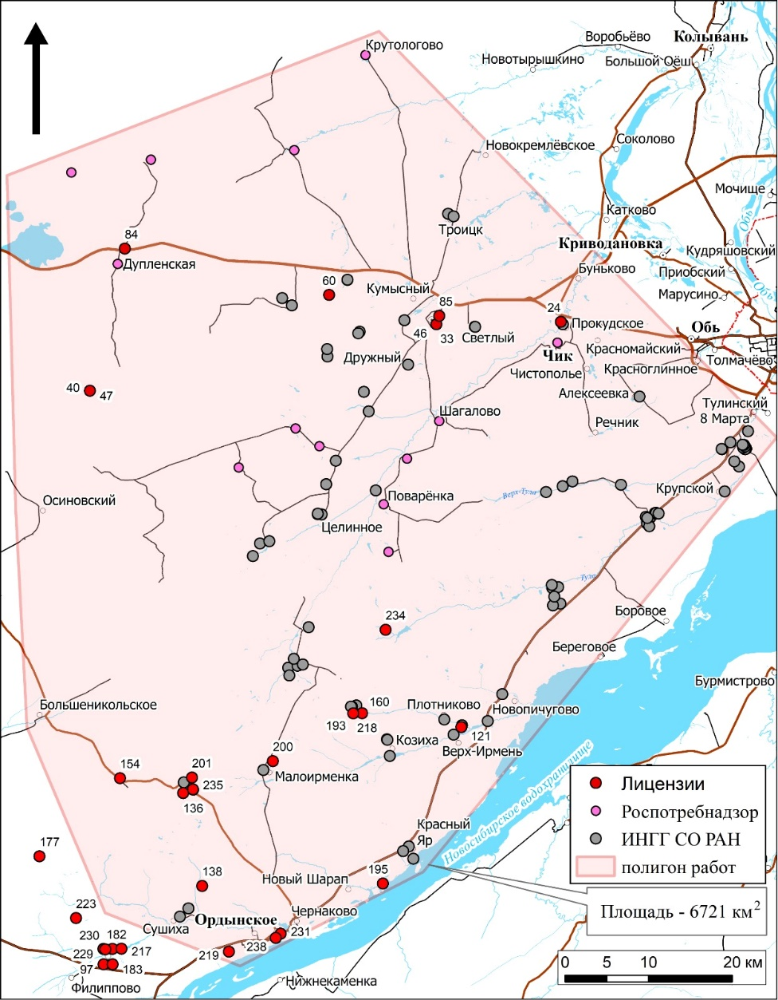 Крутологово
Воробьёво
Колывань
Новотырышкино
Большой Оёш
Новокремлёвское
Соколово
Мочище
Катково
Обь
Троицк
84
Криводановка
Кудряшовский
Дупленская
Буньково
Приобский
Обь
60
Кумысный
Марусино
85
24
46
33
Светлый
Прокудское
Обь
Дружный
Чик
Красномайский
Толмачёво
Чистополье
Красноглинное
40
47
Алексеевка
Тулинский
Шагалово
Речник
8 Марта
Осиновский
Поварёнка
Верх-Тула
Крупской
Целинное
Тула
234
Боровое
Береговое
Бурмистрово
Большеникольское
160
Плотниково
Новопичугово
193
218
121
Козиха
Верх-Ирмень
200
154
201
Малоирменка
235
136
Новосибирское водохранилище
Красный
Яр
177
138
195
Новый Шарап
223
Чернаково
Сушиха
Ордынское
231
230
182
229
217
219
238
97
183
Филиппово
Нижнекаменка
Лицензии
Роспотребнадзор
ИНГГ СО РАН
полигон работ
Площадь - 6721 км²
0 5 10 20 км